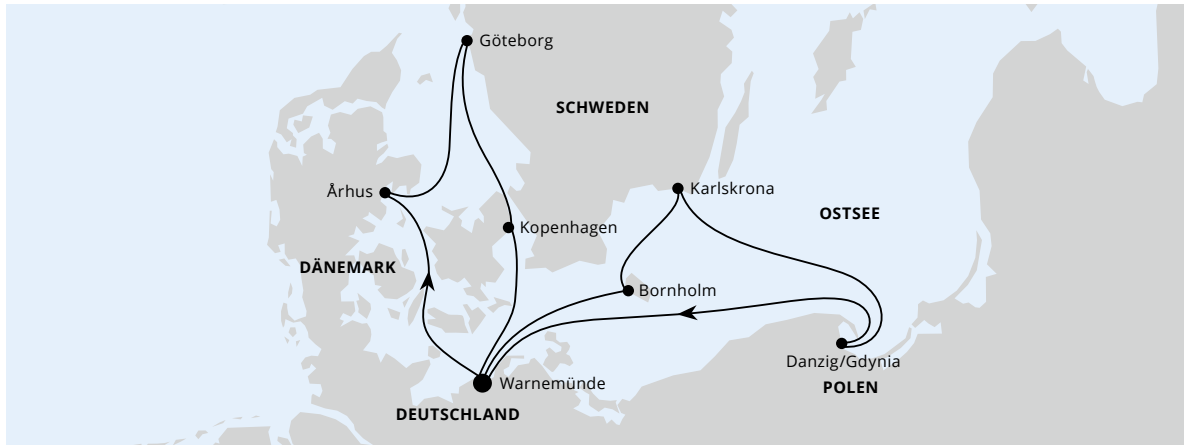 Göteborg
SCHWEDEN
Århus
Karlskrona
OSTSEE
Kopenhagen
DÄNEMARK
Bornholm
Danzig/Gdynia
Warnemünde
POLEN
DEUTSCHLAND